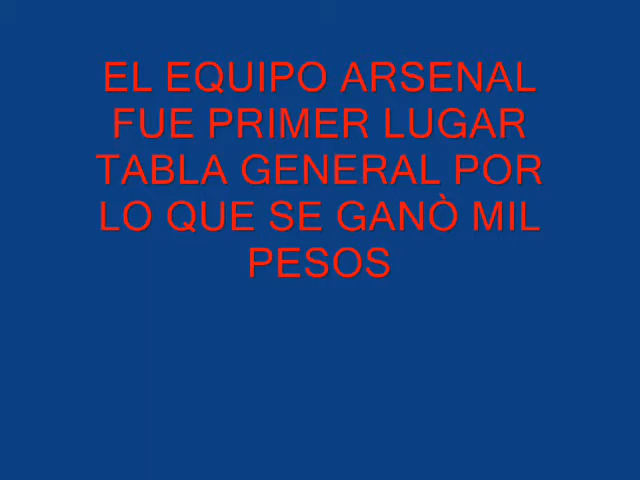 EL EQUIPO ARSENAL
FUE PRIMER LUGAR
TABLA GENERAL POR
LO QUE SE GANÒ MIL
PESOS